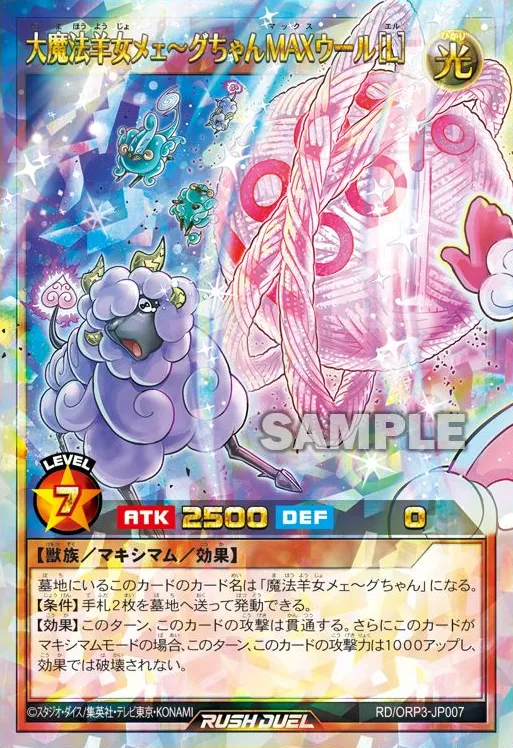 大魔法羊女メェ～グちゃんMAXウール[L]
光
SAMPLE
LEVEL
7
ATK 2500 DEF 0
【獣族／マキシマム／効果】
墓地にいるこのカードのカード名は「魔法羊女メェ～グちゃん」になる。
【条件】手札2枚を墓地へ送って発動できる。
【効果】このターン、このカードの攻撃は貫通する。さらにこのカードが
マキシマムモードの場合、このターン、このカードの攻撃力は1000アップし、
効果では破壊されない。
©スタジオ・ダイス/集英社・テレビ東京・KONAMI
RUSH DUEL
RD/ORP3-JP007